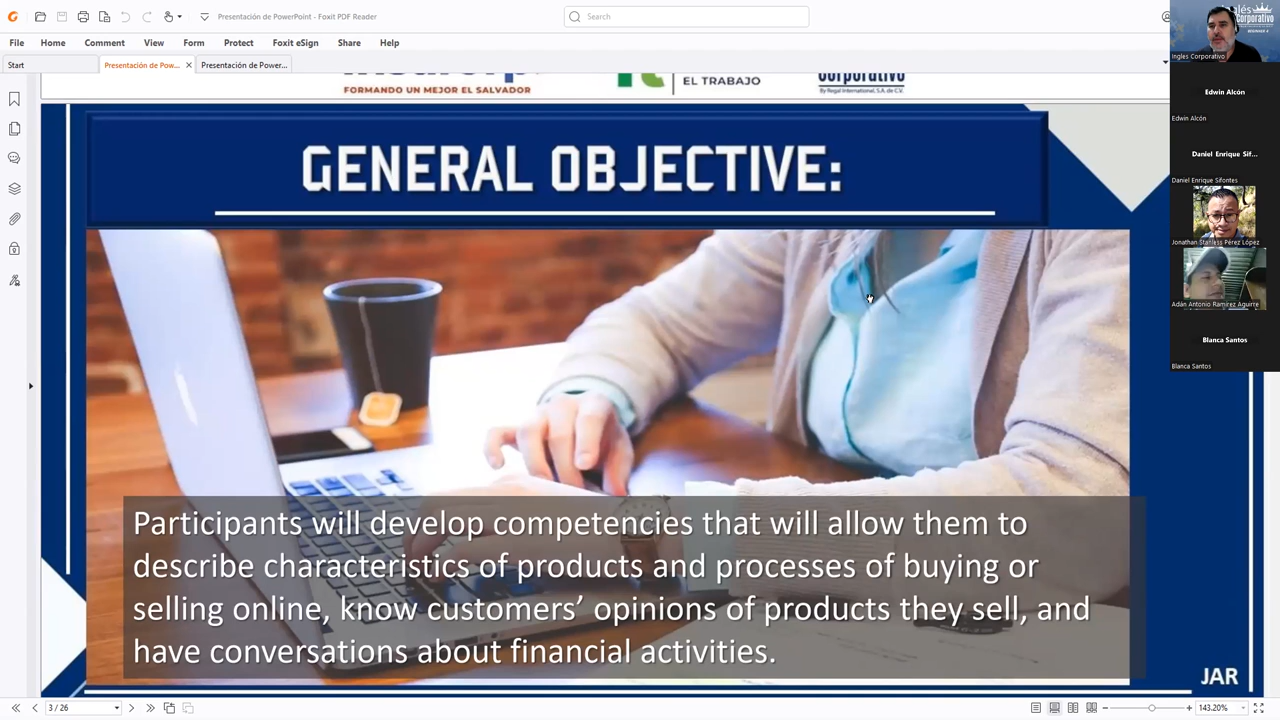 Presentación de PowerPoint - Foxit PDF Reader
Search
File Home Comment View Form Protect Foxit eSign Share Help
Start
Presentación de Pow...
Presentación de Power...
FORMANDO UN MEJOR EL SALVADOR
EL TRABAJO
corporativo
By Regal International, S.A. de C.V.
GENERAL OBJECTIVE:
Participants will develop competencies that will allow them to
describe characteristics of products and processes of buying or
selling online, know customers’ opinions of products they sell, and
have conversations about financial activities.
JAR
ingles Corporativo
Edwin Alcón
Edwin Alcón
Daniel Enrique Sif...
Daniel Enrique Sifontes
Jonathan Stanless Pérez López
Adán Antonio Ramírez Aguirre
Blanca Santos
Blanca Santos
3 / 26
143.20%